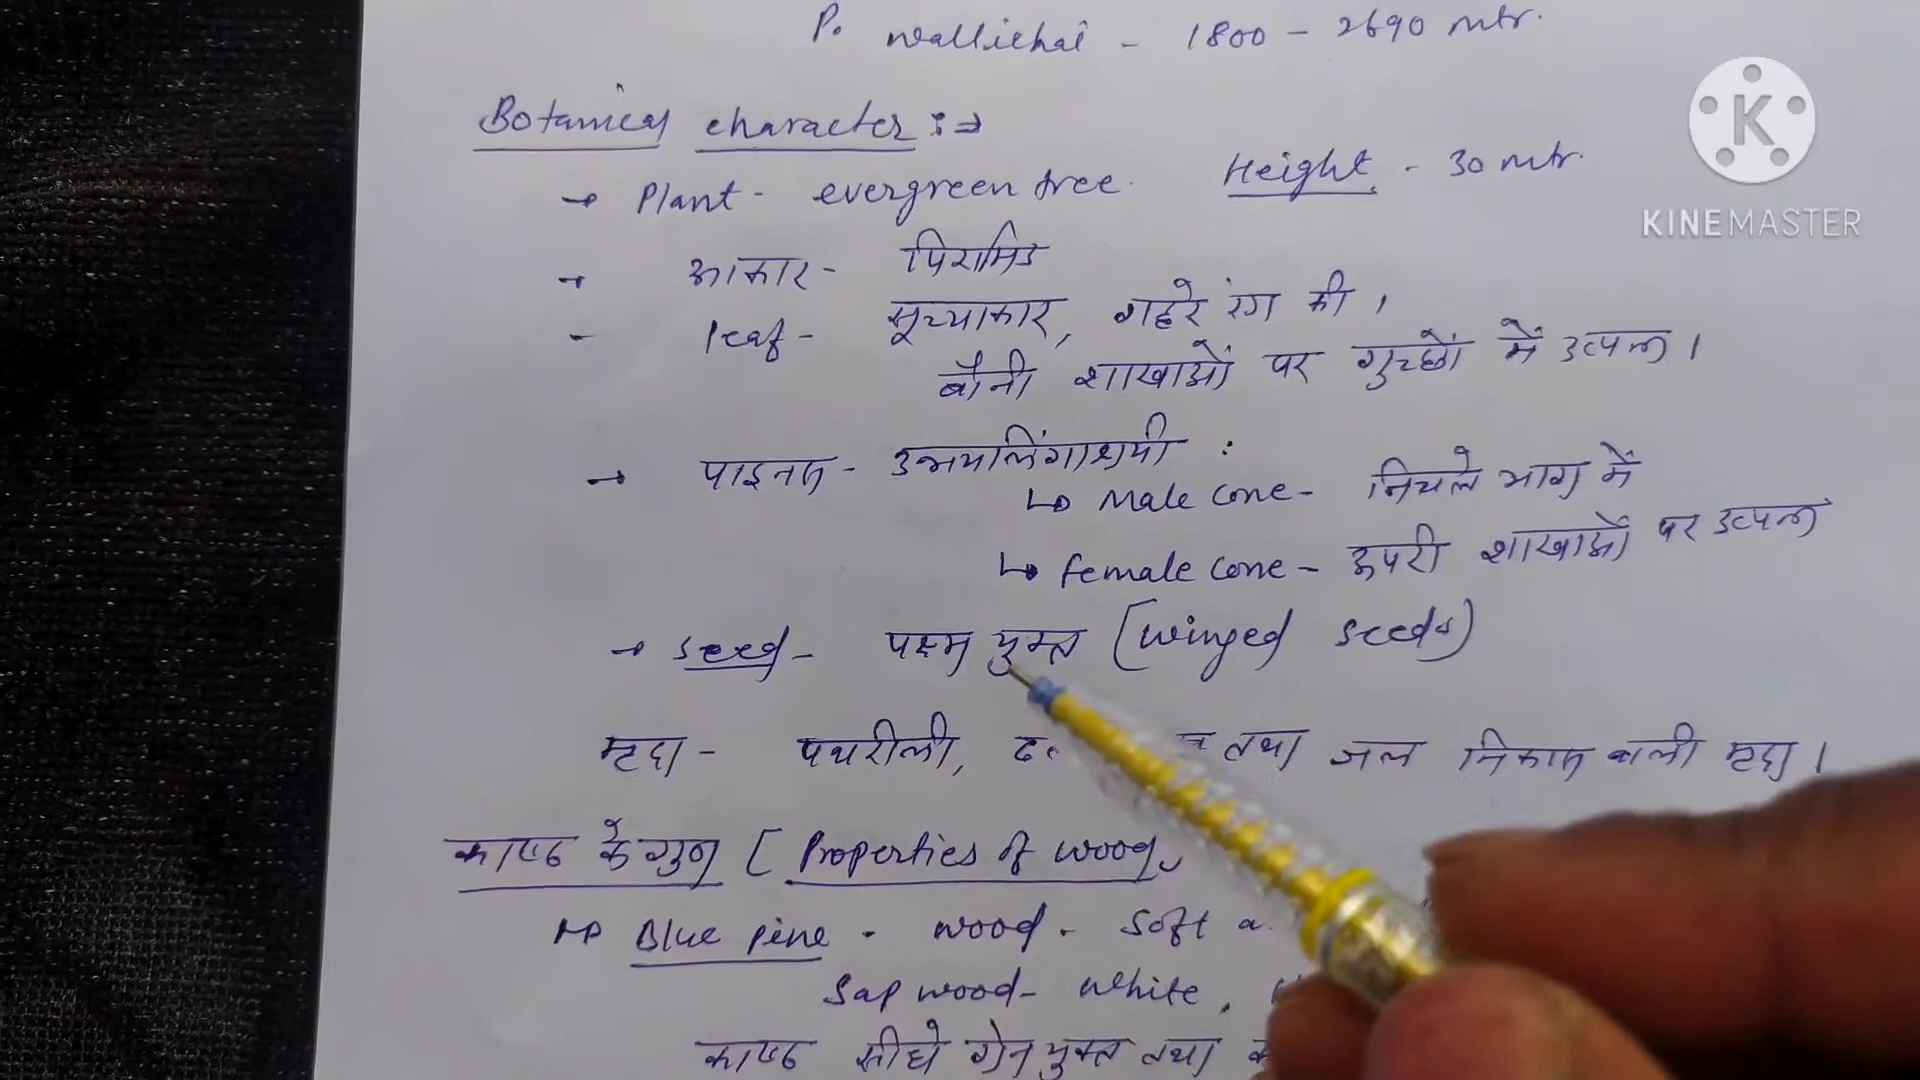 P. wallichai - 1800 - 2690 mtr.
Botanical character :⇒
→ Plant - evergreen tree. Height - 30 mtr.
→ आकार - पिरामिड
- leaf - सूच्याकार, गहरे रंग की ।
बौनी शाखाओं पर गुच्छों में उत्पन्न ।
→ पाइनस - उभयलिंगाश्रयी :
↳ Male cone - निचले भाग में
↳ female cone - ऊपरी शाखाओं पर उत्पन्न
→ seed - पक्ष्म युक्त (winged seeds)
मृदा - पथरीली, तथा जल निकास वाली मृदा ।
काष्ठ के गुण [ Properties of wood
↦ Blue pine - wood - soft
Sap wood - white,
काष्ठ सीधे ग्रेन युक्त तथा
K
KINEMASTER